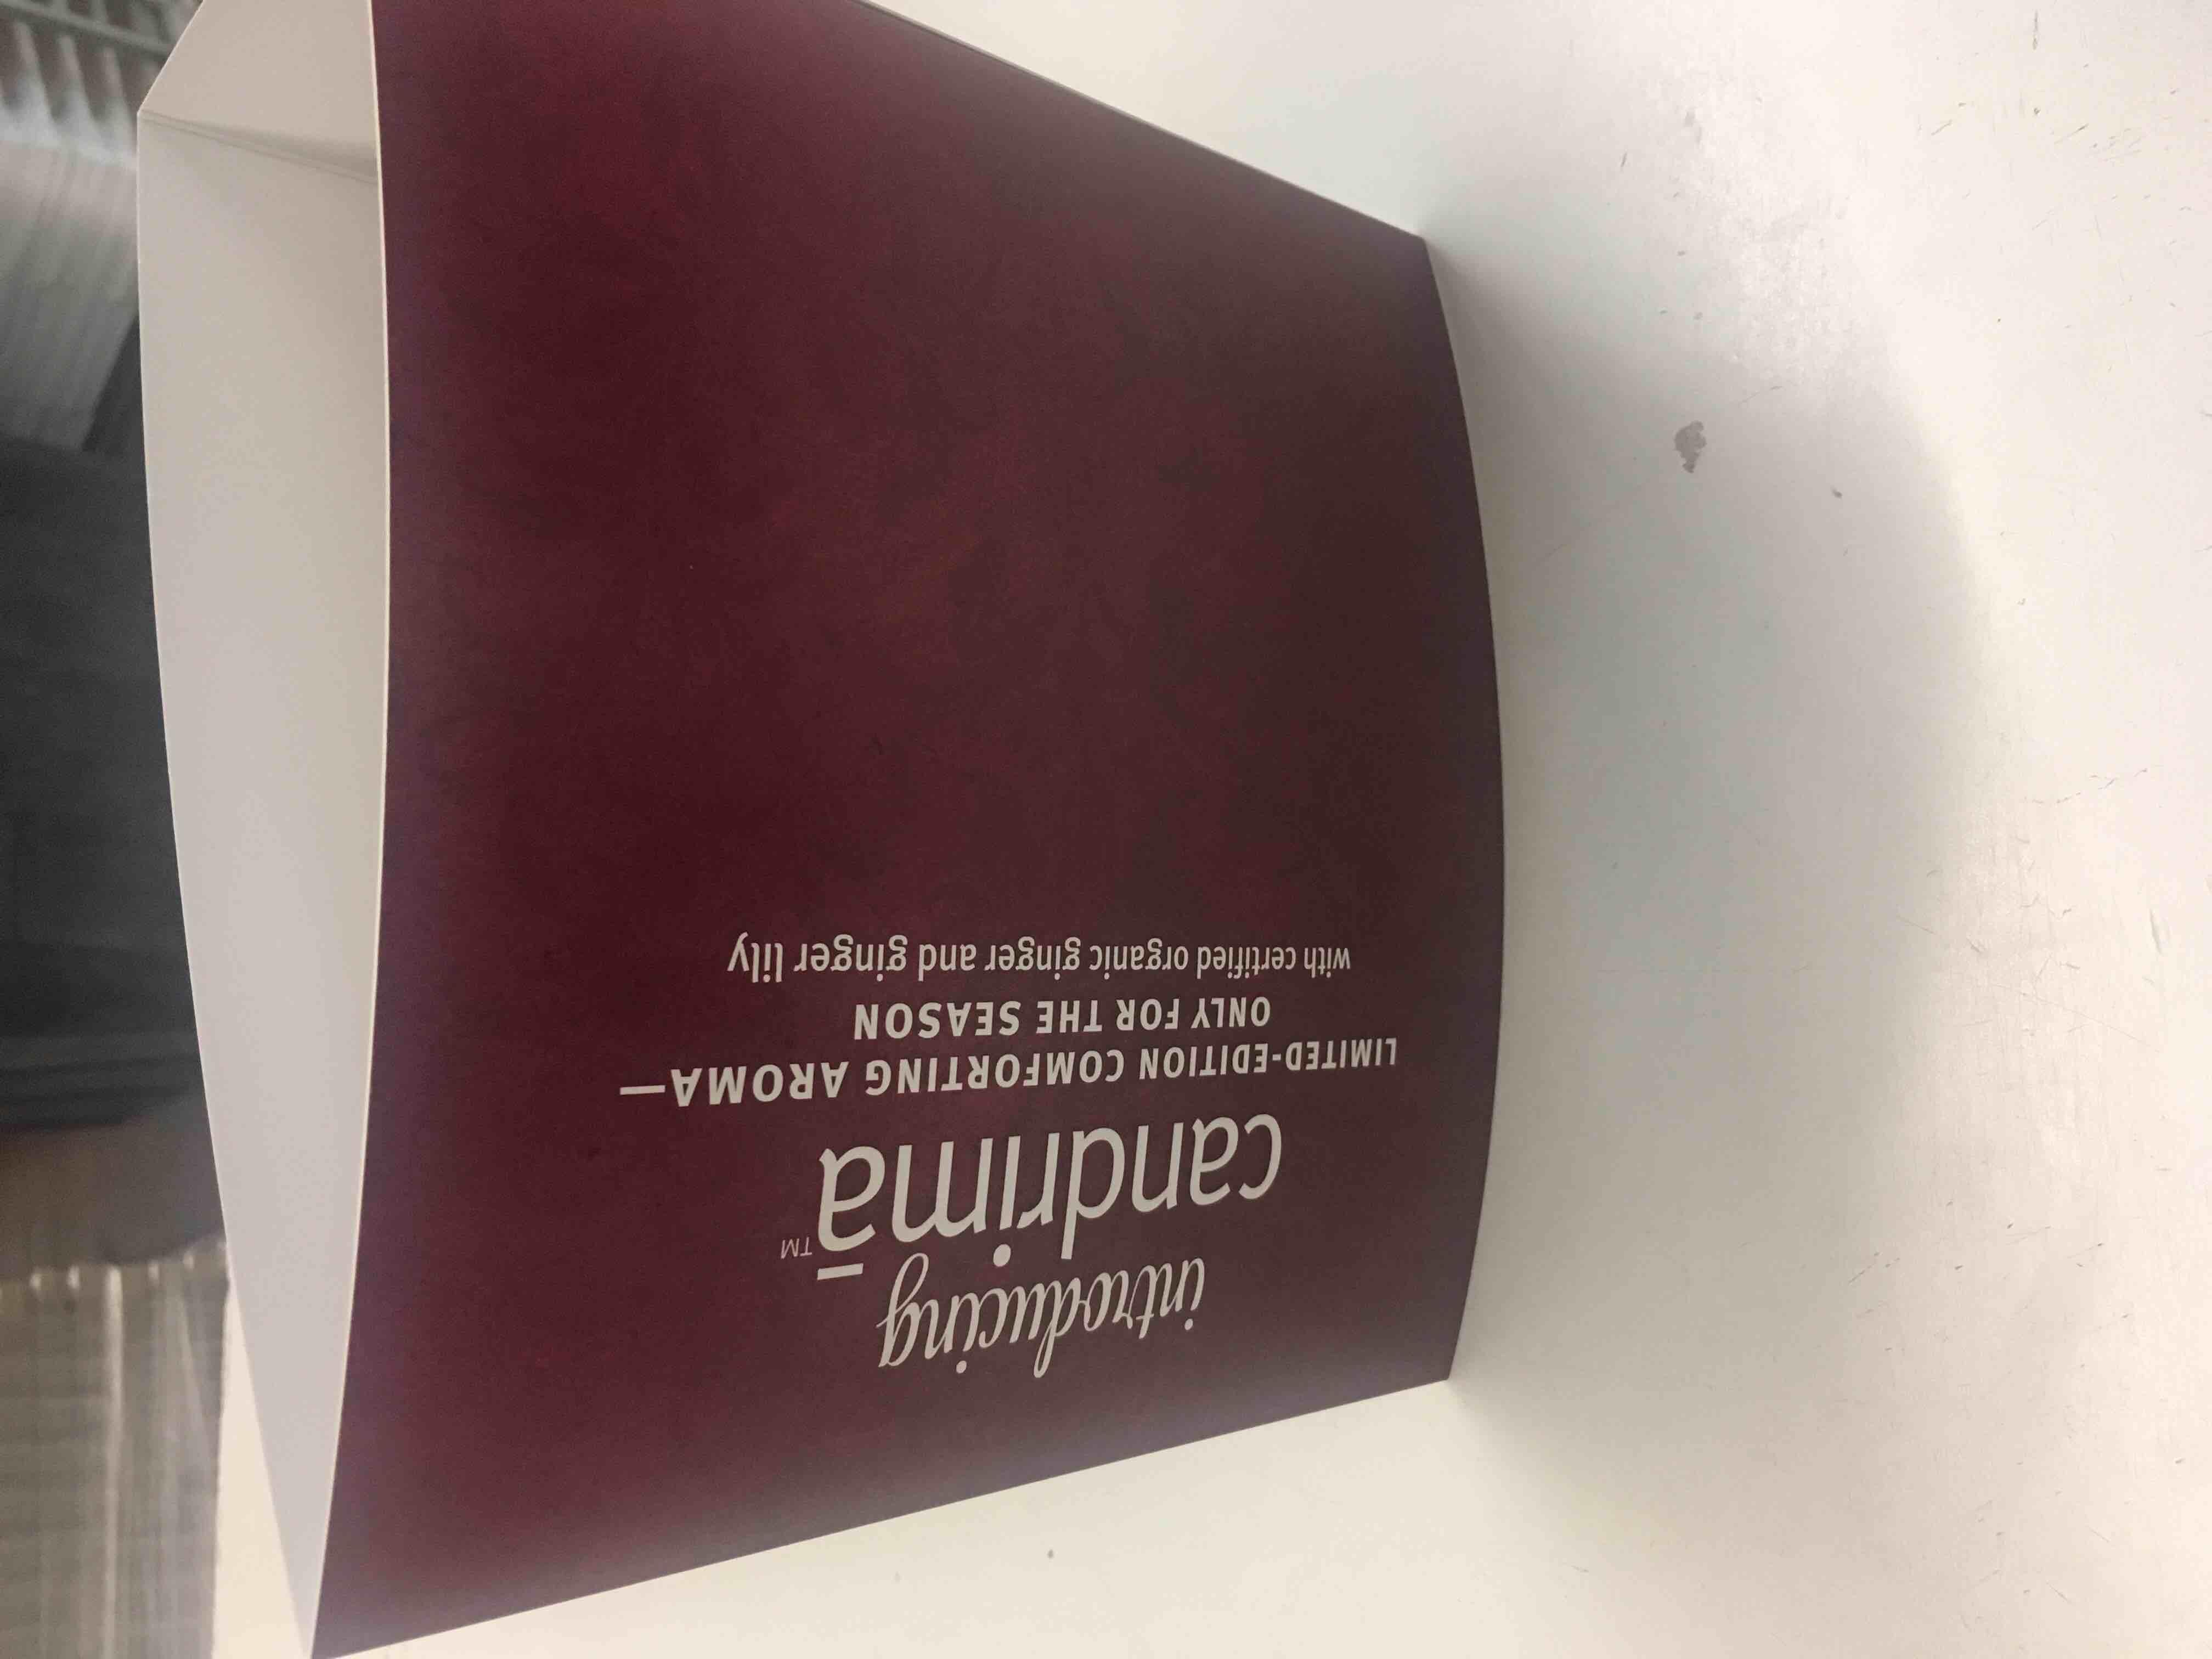 introducing
candrimā™
LIMITED-EDITION COMFORTING AROMA—
ONLY FOR THE SEASON
with certified organic ginger and ginger lily